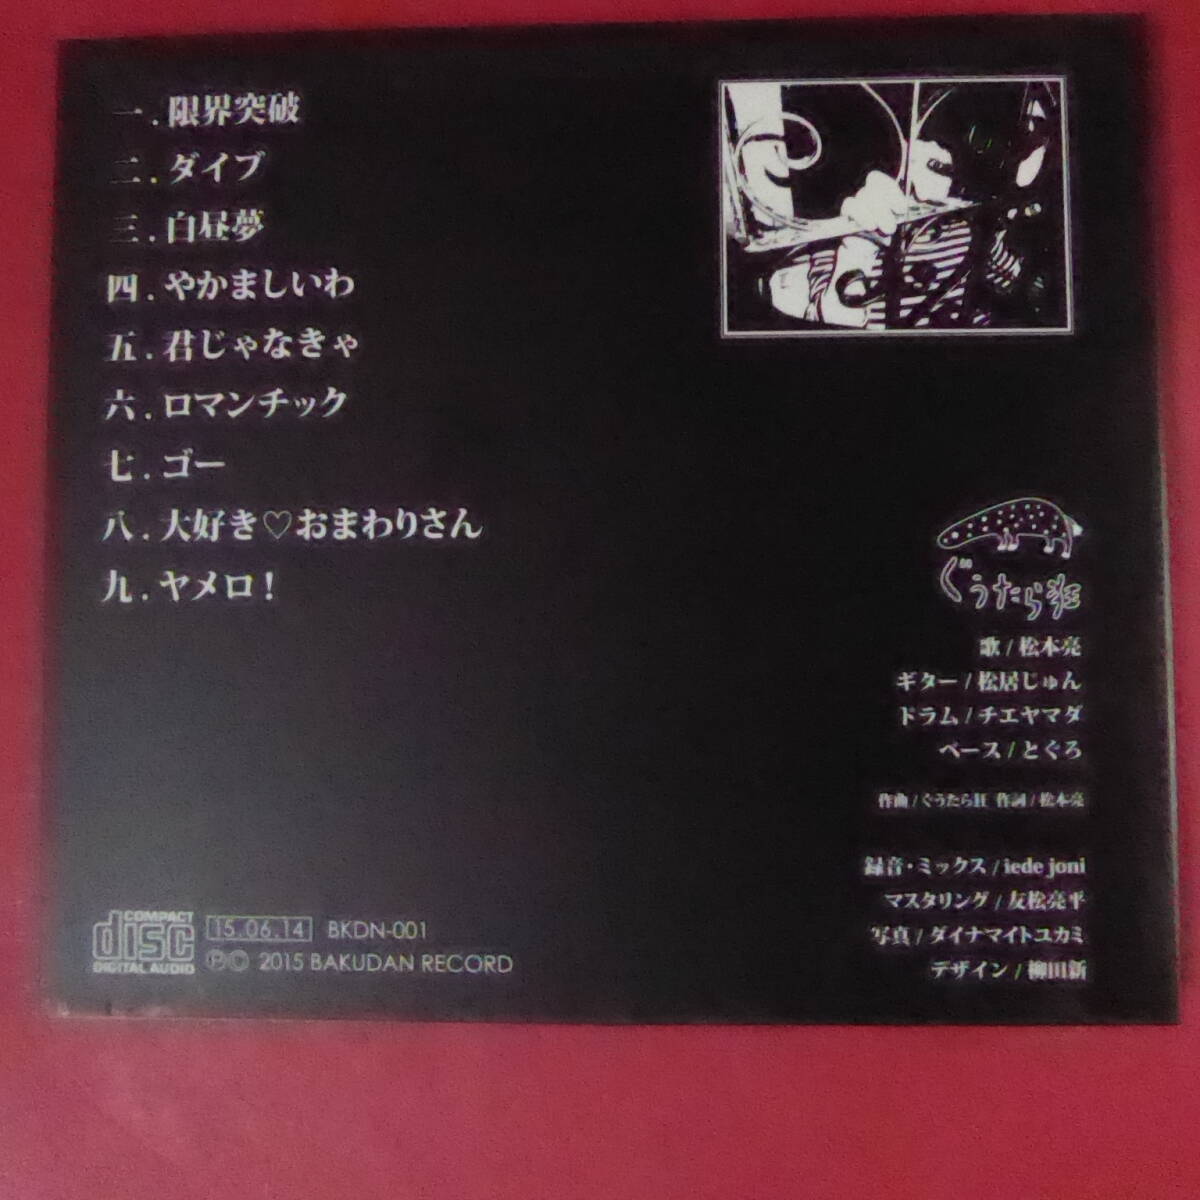 一.限界突破
二.ダイブ
三.白昼夢
四.やかましいわ
五.君じゃなきゃ
六.ロマンチック
七.ゴー
八.大好き♡おまわりさん
九.ヤメロ!
ぐうたら狂
歌/松本亮
ギター/松居じゅん
ドラム/チエヤマダ
ベース/とぐろ
作曲/ぐうたら狂 作詞/松本亮
録音・ミックス/iede joni
マスタリング/友松亮平
写真/ダイナマイトユカミ
デザイン/柳田新
COMPACT
disc
DIGITAL AUDIO
15.06.14 BKDN-001
℗© 2015 BAKUDAN RECORD